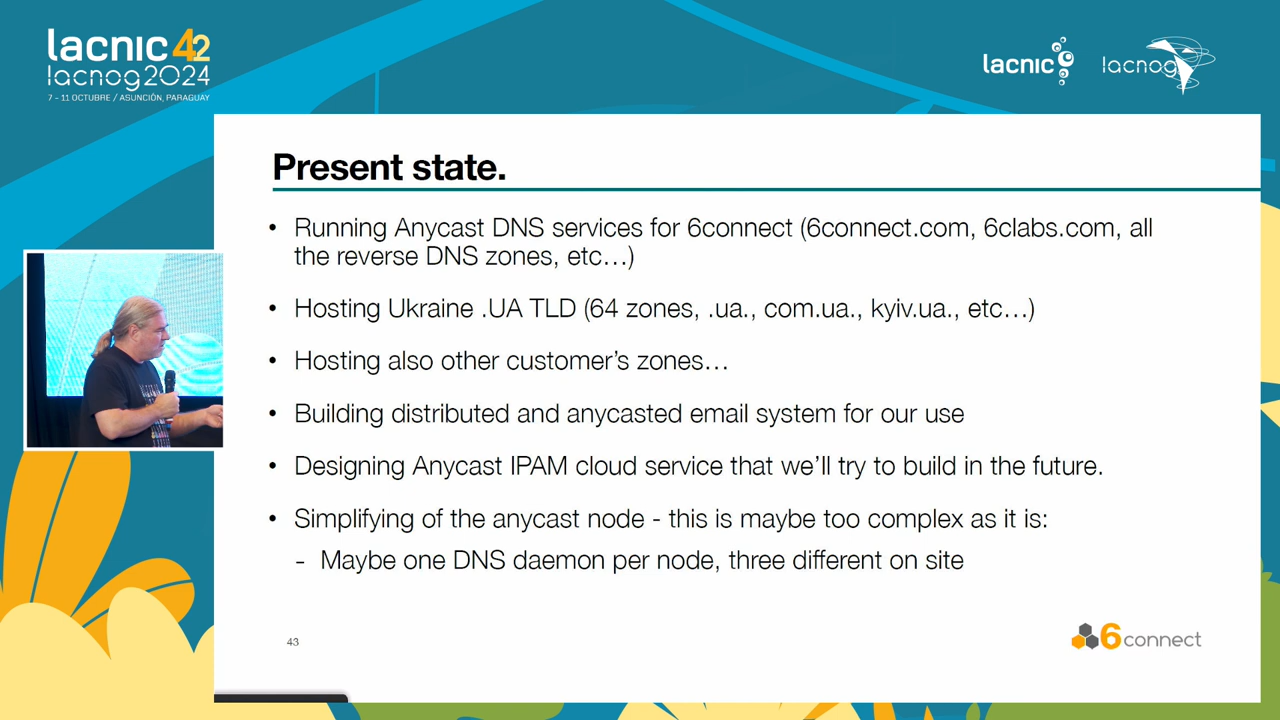 lacnic 42
lacnog2024
7 - 11 OCTUBRE / ASUNCIÓN, PARAGUAY
lacnic
lacnog
Present state.
• Running Anycast DNS services for 6connect (6connect.com, 6clabs.com, all
the reverse DNS zones, etc…)
• Hosting Ukraine .UA TLD (64 zones, .ua., com.ua., kyiv.ua., etc…)
• Hosting also other customer’s zones…
• Building distributed and anycasted email system for our use
• Designing Anycast IPAM cloud service that we’ll try to build in the future.
• Simplifying of the anycast node - this is maybe too complex as it is:
- Maybe one DNS daemon per node, three different on site
43
6connect